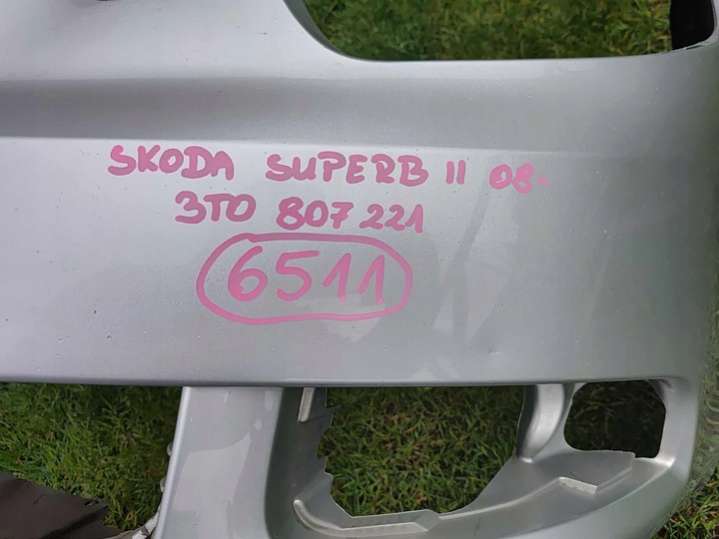 SKODA SUPERB II 08-
3T0 807 221
6511